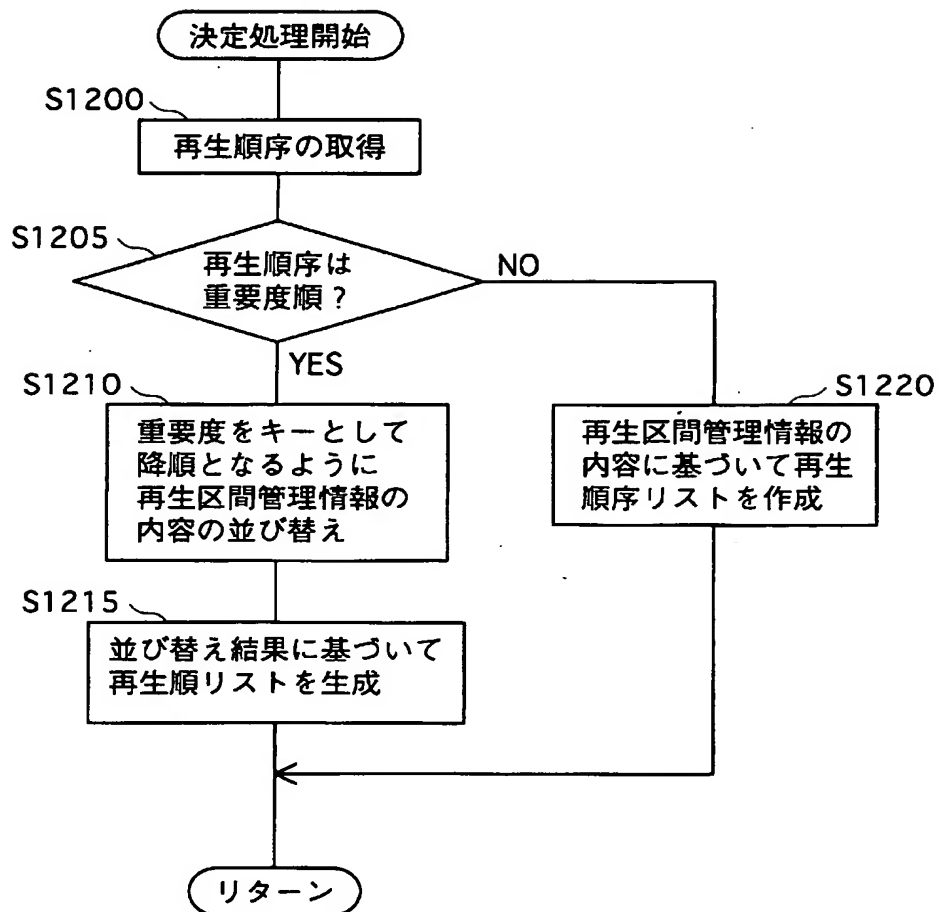 決定処理開始
S1200
再生順序の取得
S1205
再生順序は
重要度順？
NO
YES
S1210
重要度をキーとして
降順となるように
再生区間管理情報の
内容の並び替え
S1220
再生区間管理情報の
内容に基づいて再生
順序リストを作成
S1215
並び替え結果に基づいて
再生順リストを生成
リターン